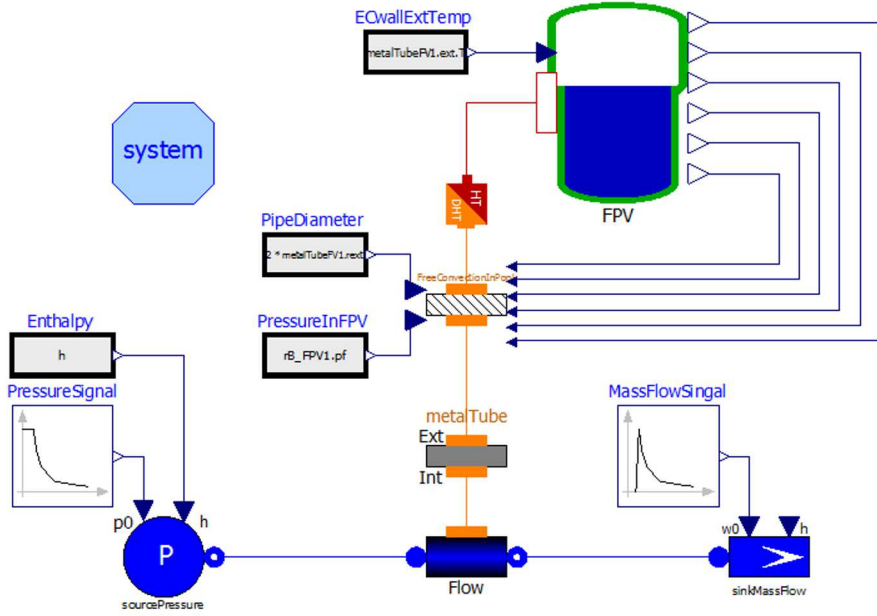 ECwallExtTemp
metalTubeFV1.ext.T
system
HT
DHT
FPV
PipeDiameter
2 * metalTubeFV1.rext
FreeConvectionInPool
PressureInFPV
rB_FPV1.pf
Enthalpy
h
PressureSignal
MassFlowSingal
metalTube
Ext
Int
p0
h
w0
h
P
Flow
sourcePressure
sinkMassFlow